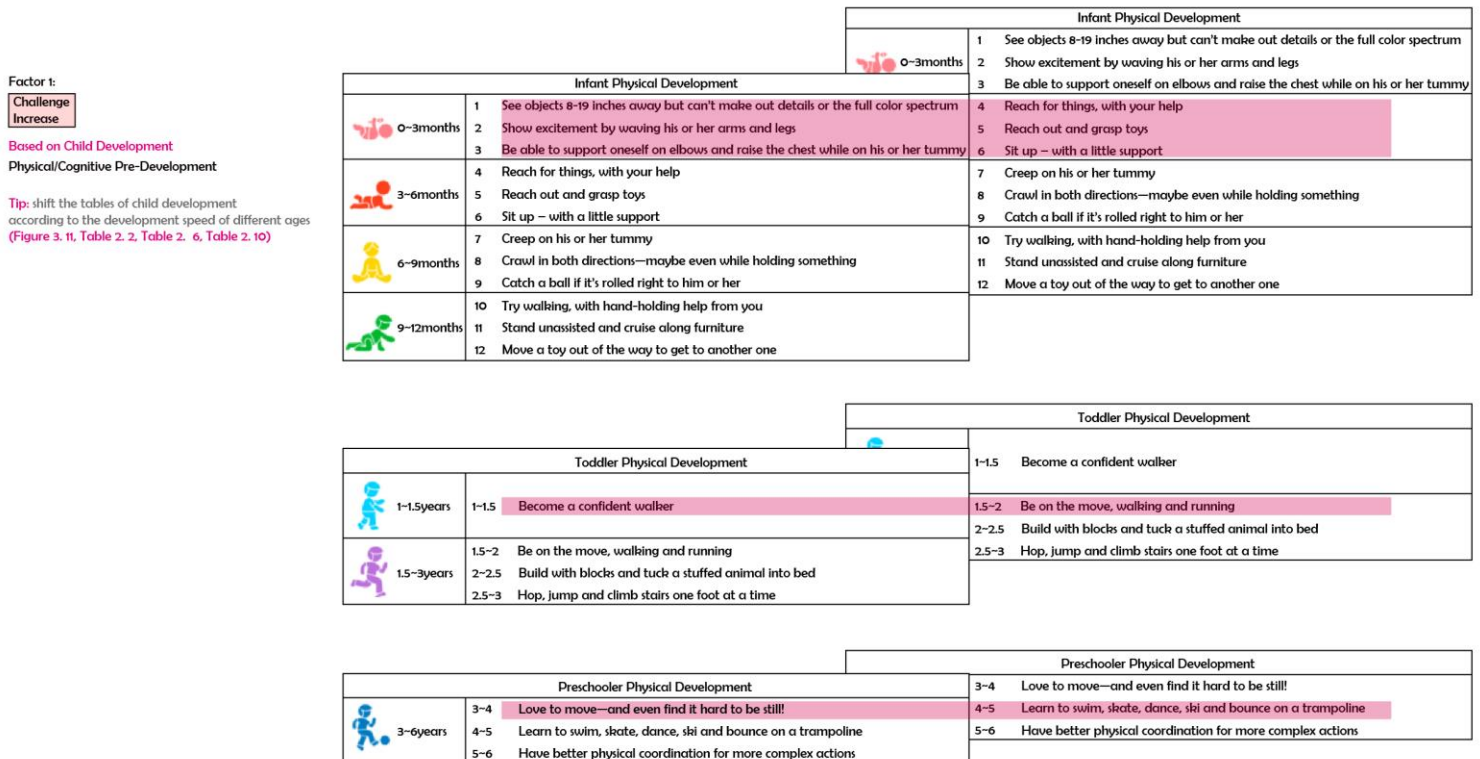 Factor 1:
Challenge
Increase
Based on Child Development
Physical/Cognitive Pre-Development
Tip: shift the tables of child development
according to the development speed of different ages
(Figure 3. 11, Table 2. 2, Table 2. 6, Table 2. 10)
Infant Physical Development
0~3months
1 See objects 8-19 inches away but can't make out details or the full color spectrum
2 Show excitement by waving his or her arms and legs
3 Be able to support oneself on elbows and raise the chest while on his or her tummy
3~6months
4 Reach for things, with your help
5 Reach out and grasp toys
6 Sit up – with a little support
6~9months
7 Creep on his or her tummy
8 Crawl in both directions—maybe even while holding something
9 Catch a ball if it's rolled right to him or her
9~12months
10 Try walking, with hand-holding help from you
11 Stand unassisted and cruise along furniture
12 Move a toy out of the way to get to another one
Infant Physical Development
0~3months
1 See objects 8-19 inches away but can't make out details or the full color spectrum
2 Show excitement by waving his or her arms and legs
3 Be able to support oneself on elbows and raise the chest while on his or her tummy
4 Reach for things, with your help
5 Reach out and grasp toys
6 Sit up – with a little support
7 Creep on his or her tummy
8 Crawl in both directions—maybe even while holding something
9 Catch a ball if it's rolled right to him or her
10 Try walking, with hand-holding help from you
11 Stand unassisted and cruise along furniture
12 Move a toy out of the way to get to another one
Toddler Physical Development
1~1.5years
1~1.5 Become a confident walker
1.5~3years
1.5~2 Be on the move, walking and running
2~2.5 Build with blocks and tuck a stuffed animal into bed
2.5~3 Hop, jump and climb stairs one foot at a time
Toddler Physical Development
1~1.5 Become a confident walker
1.5~2 Be on the move, walking and running
2~2.5 Build with blocks and tuck a stuffed animal into bed
2.5~3 Hop, jump and climb stairs one foot at a time
Preschooler Physical Development
3~6years
3~4 Love to move—and even find it hard to be still!
4~5 Learn to swim, skate, dance, ski and bounce on a trampoline
5~6 Have better physical coordination for more complex actions
Preschooler Physical Development
3~4 Love to move—and even find it hard to be still!
4~5 Learn to swim, skate, dance, ski and bounce on a trampoline
5~6 Have better physical coordination for more complex actions